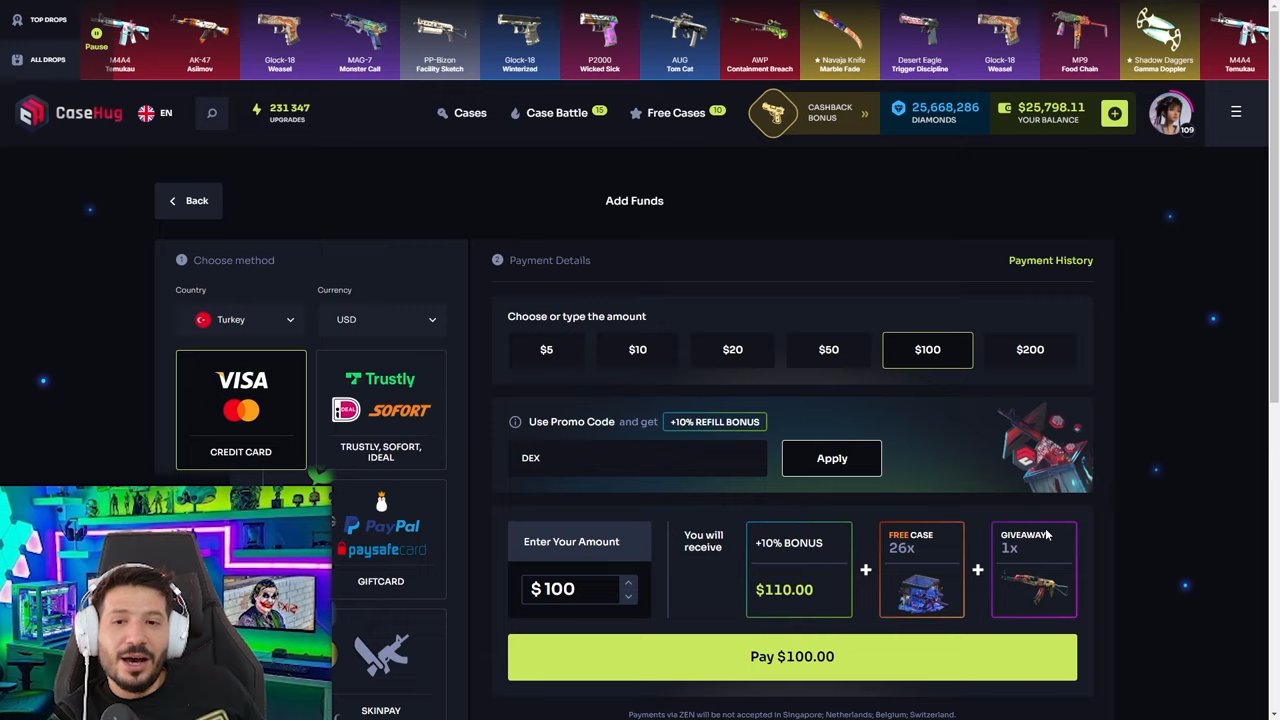 TOP DROPS
ALL DROPS
Pause
M4A4
Temukau
AK-47
Asiimov
Glock-18
Weasel
MAG-7
Monster Call
PP-Bizon
Facility Sketch
Glock-18
Winterized
P2000
Wicked Sick
AUG
Tom Cat
AWP
Containment Breach
★ Navaja Knife
Marble Fade
Desert Eagle
Trigger Discipline
Glock-18
Weasel
MP9
Food Chain
★ Shadow Daggers
Gamma Doppler
M4A4
Temukau
CaseHug
EN
231 347
UPGRADES
Cases
Case Battle 15
Free Cases 10
CASHBACK
BONUS
25,668,286
DIAMONDS
$25,798.11
YOUR BALANCE
109
Back
Add Funds
1 Choose method
Country
Currency
Turkey
USD
VISA
CREDIT CARD
Trustly
iDEAL SOFORT
TRUSTLY, SOFORT,
IDEAL
PayPal
paysafecard
GIFTCARD
SKINPAY
2 Payment Details
Payment History
Choose or type the amount
$5
$10
$20
$50
$100
$200
Use Promo Code and get +10% REFILL BONUS
DEX
Apply
Enter Your Amount
$ 100
You will
receive
+10% BONUS
$110.00
+
FREE CASE
26x
+
GIVEAWAY
1x
Pay $100.00
Payments via ZEN will be not accepted in Singapore; Netherlands; Belgium; Switzerland.